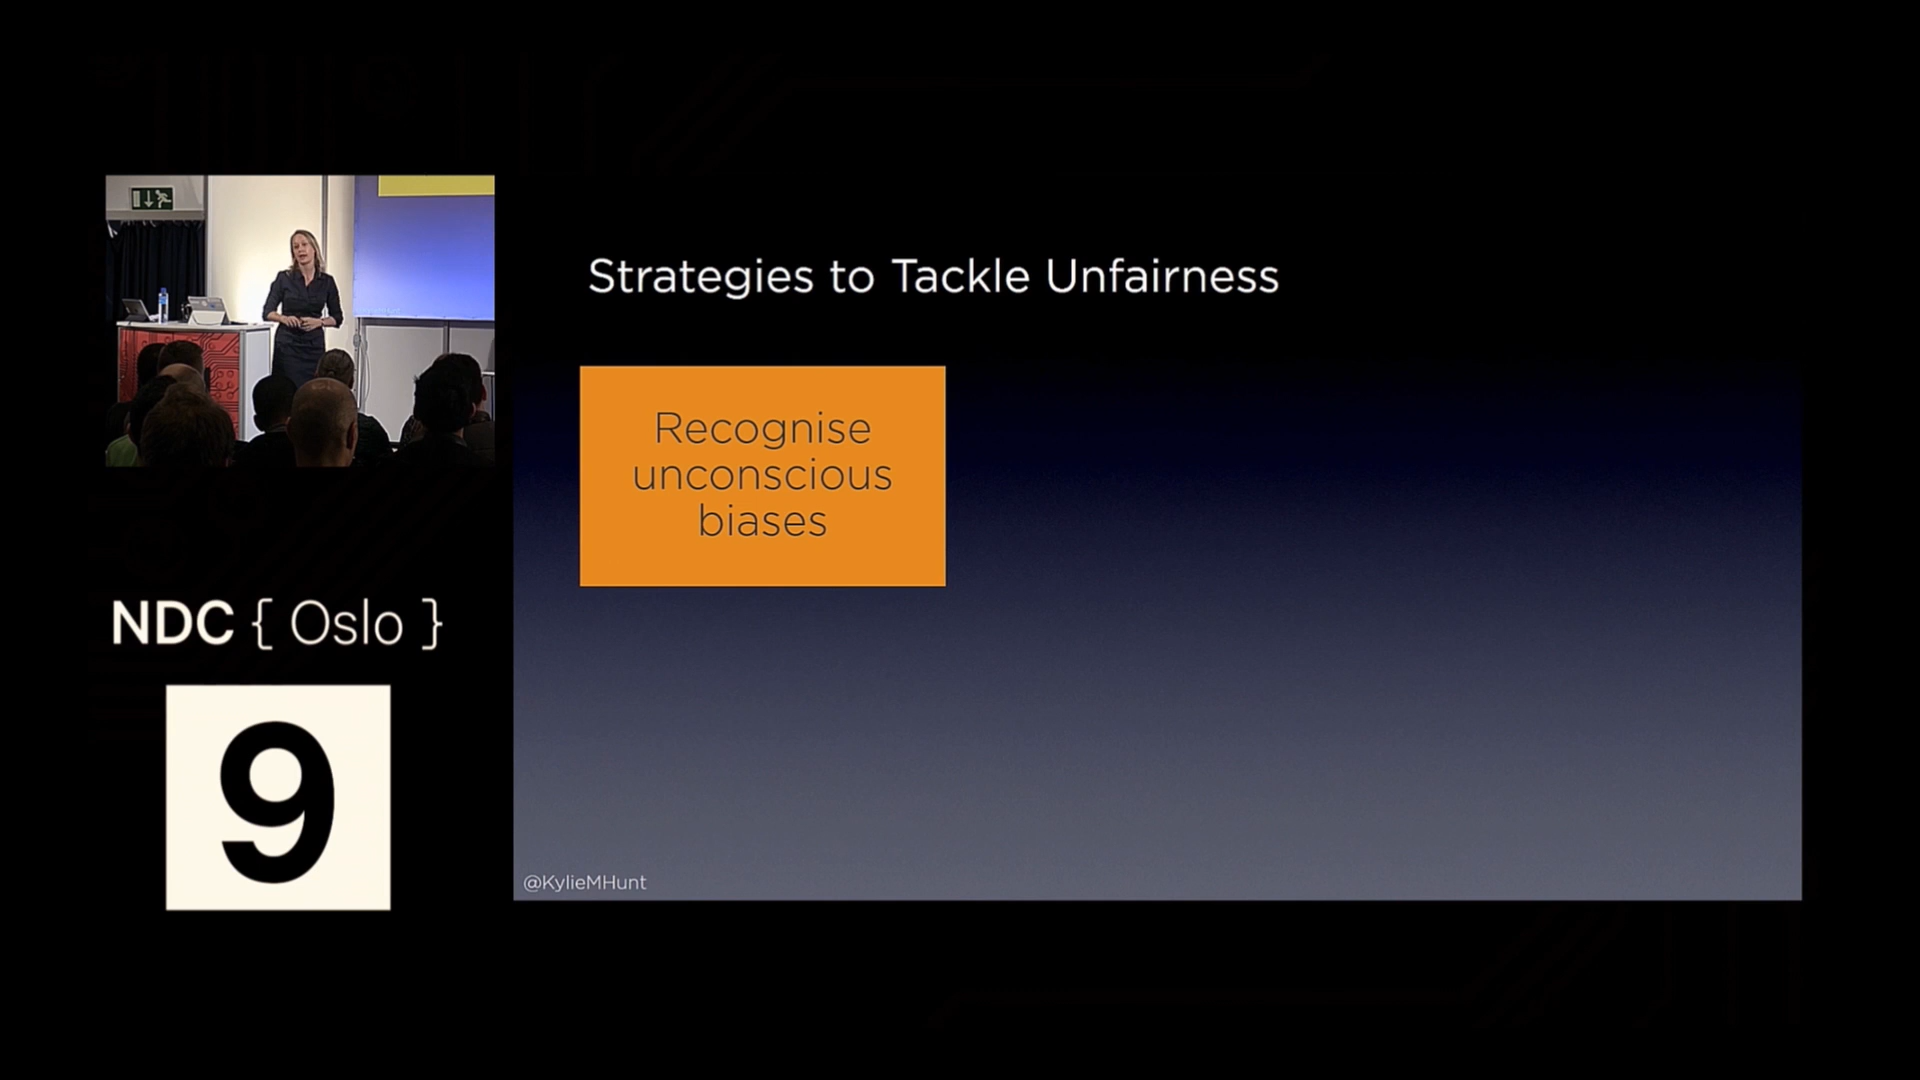 Strategies to Tackle Unfairness
Recognise
unconscious
biases
NDC { Oslo }
9
@KylieMHunt